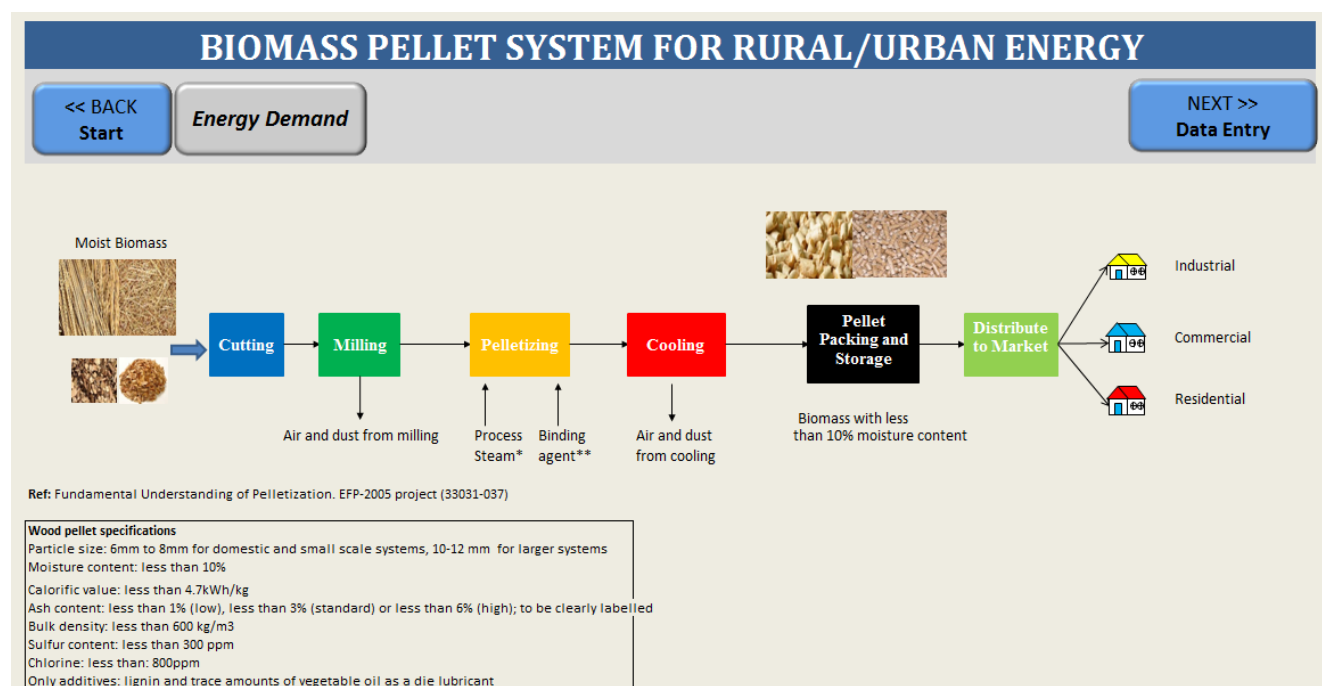 BIOMASS PELLET SYSTEM FOR RURAL/URBAN ENERGY
<< BACK
Start
Energy Demand
NEXT >>
Data Entry
Moist Biomass
Cutting
Milling
Pelletizing
Cooling
Pellet
Packing and
Storage
Distribute
to Market
Industrial
Commercial
Residential
Air and dust from milling
Process
Steam*
Binding
agent**
Air and dust
from cooling
Biomass with less
than 10% moisture content
Ref: Fundamental Understanding of Pelletization. EFP-2005 project (33031-037)
Wood pellet specifications
Particle size: 6mm to 8mm for domestic and small scale systems, 10-12 mm for larger systems
Moisture content: less than 10%
Calorific value: less than 4.7kWh/kg
Ash content: less than 1% (low), less than 3% (standard) or less than 6% (high); to be clearly labelled
Bulk density: less than 600 kg/m3
Sulfur content: less than 300 ppm
Chlorine: less than: 800ppm
Only additives: lignin and trace amounts of vegetable oil as a die lubricant